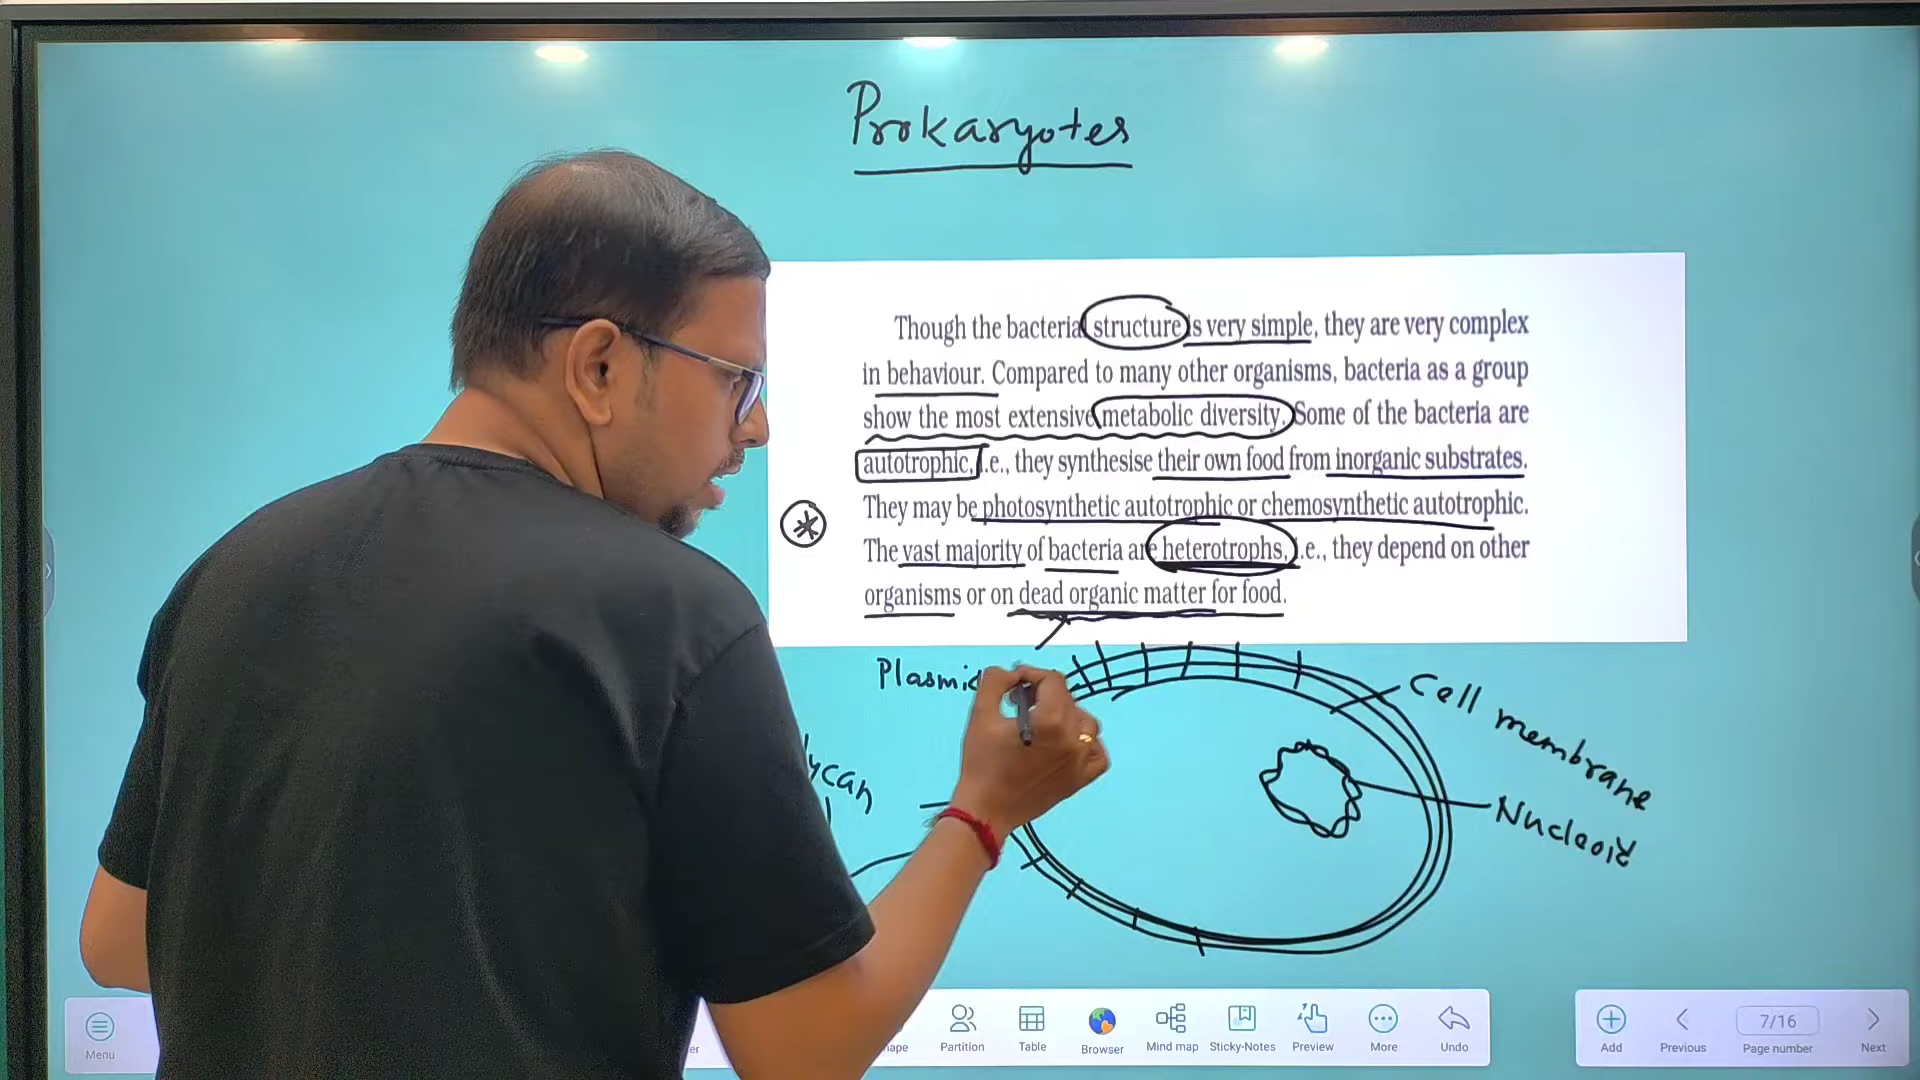 Prokaryotes
Though the bacterial structure is very simple, they are very complex
in behaviour. Compared to many other organisms, bacteria as a group
show the most extensive metabolic diversity. Some of the bacteria are
autotrophic, i.e., they synthesise their own food from inorganic substrates.
They may be photosynthetic autotrophic or chemosynthetic autotrophic.
The vast majority of bacteria are heterotrophs, i.e., they depend on other
organisms or on dead organic matter for food.
Cell membrane
Nucleoid
Menu
Partition
Table
Browser
Mind map
Sticky-Notes
Preview
More
Undo
Add
Previous
7/16
Page number
Next